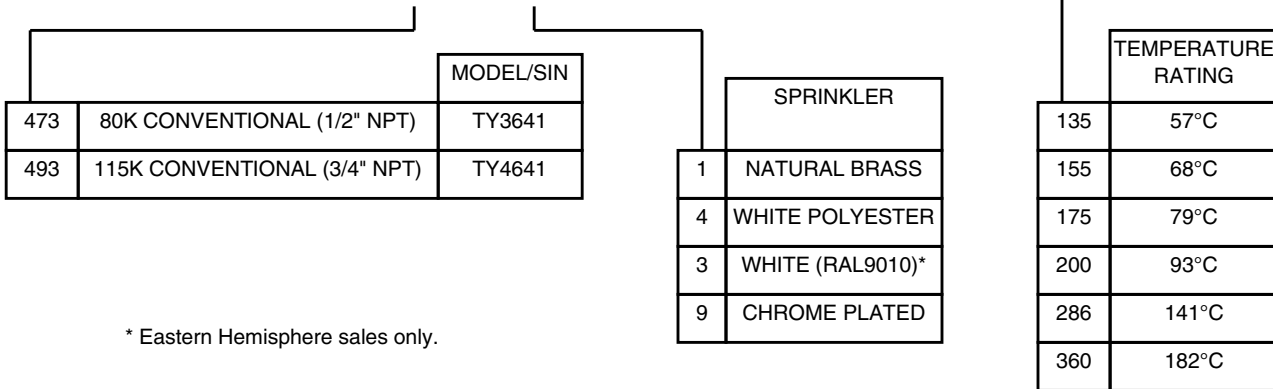 MODEL/SIN
473 80K CONVENTIONAL (1/2" NPT) TY3641
493 115K CONVENTIONAL (3/4" NPT) TY4641
* Eastern Hemisphere sales only.
SPRINKLER
1 NATURAL BRASS
4 WHITE POLYESTER
3 WHITE (RAL9010)*
9 CHROME PLATED
TEMPERATURE
RATING
135 57°C
155 68°C
175 79°C
200 93°C
286 141°C
360 182°C